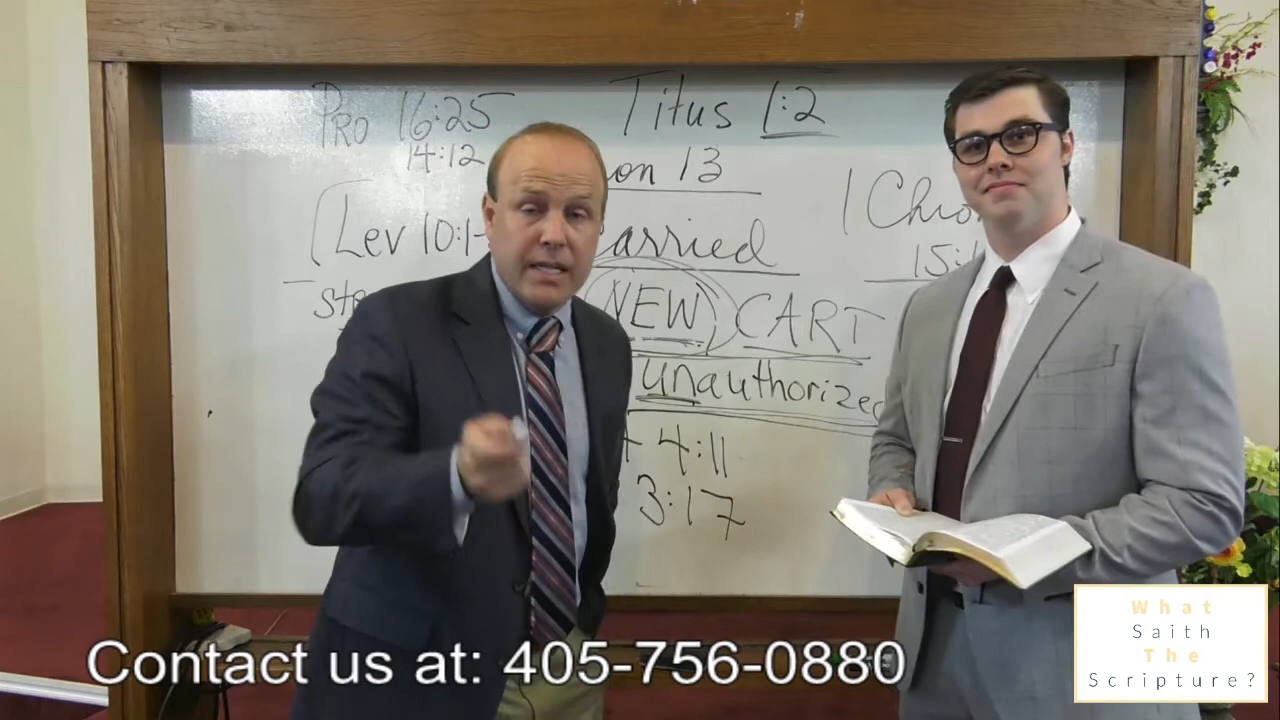 PRO 16:25 Titus 1:2
14:12
on 13
(Lev 10:1- arried 1 Chro
15:1
NEW CART
unauthorized
4:11
3:17
Contact us at: 405-756-0880
What
Saith
The
Scripture?